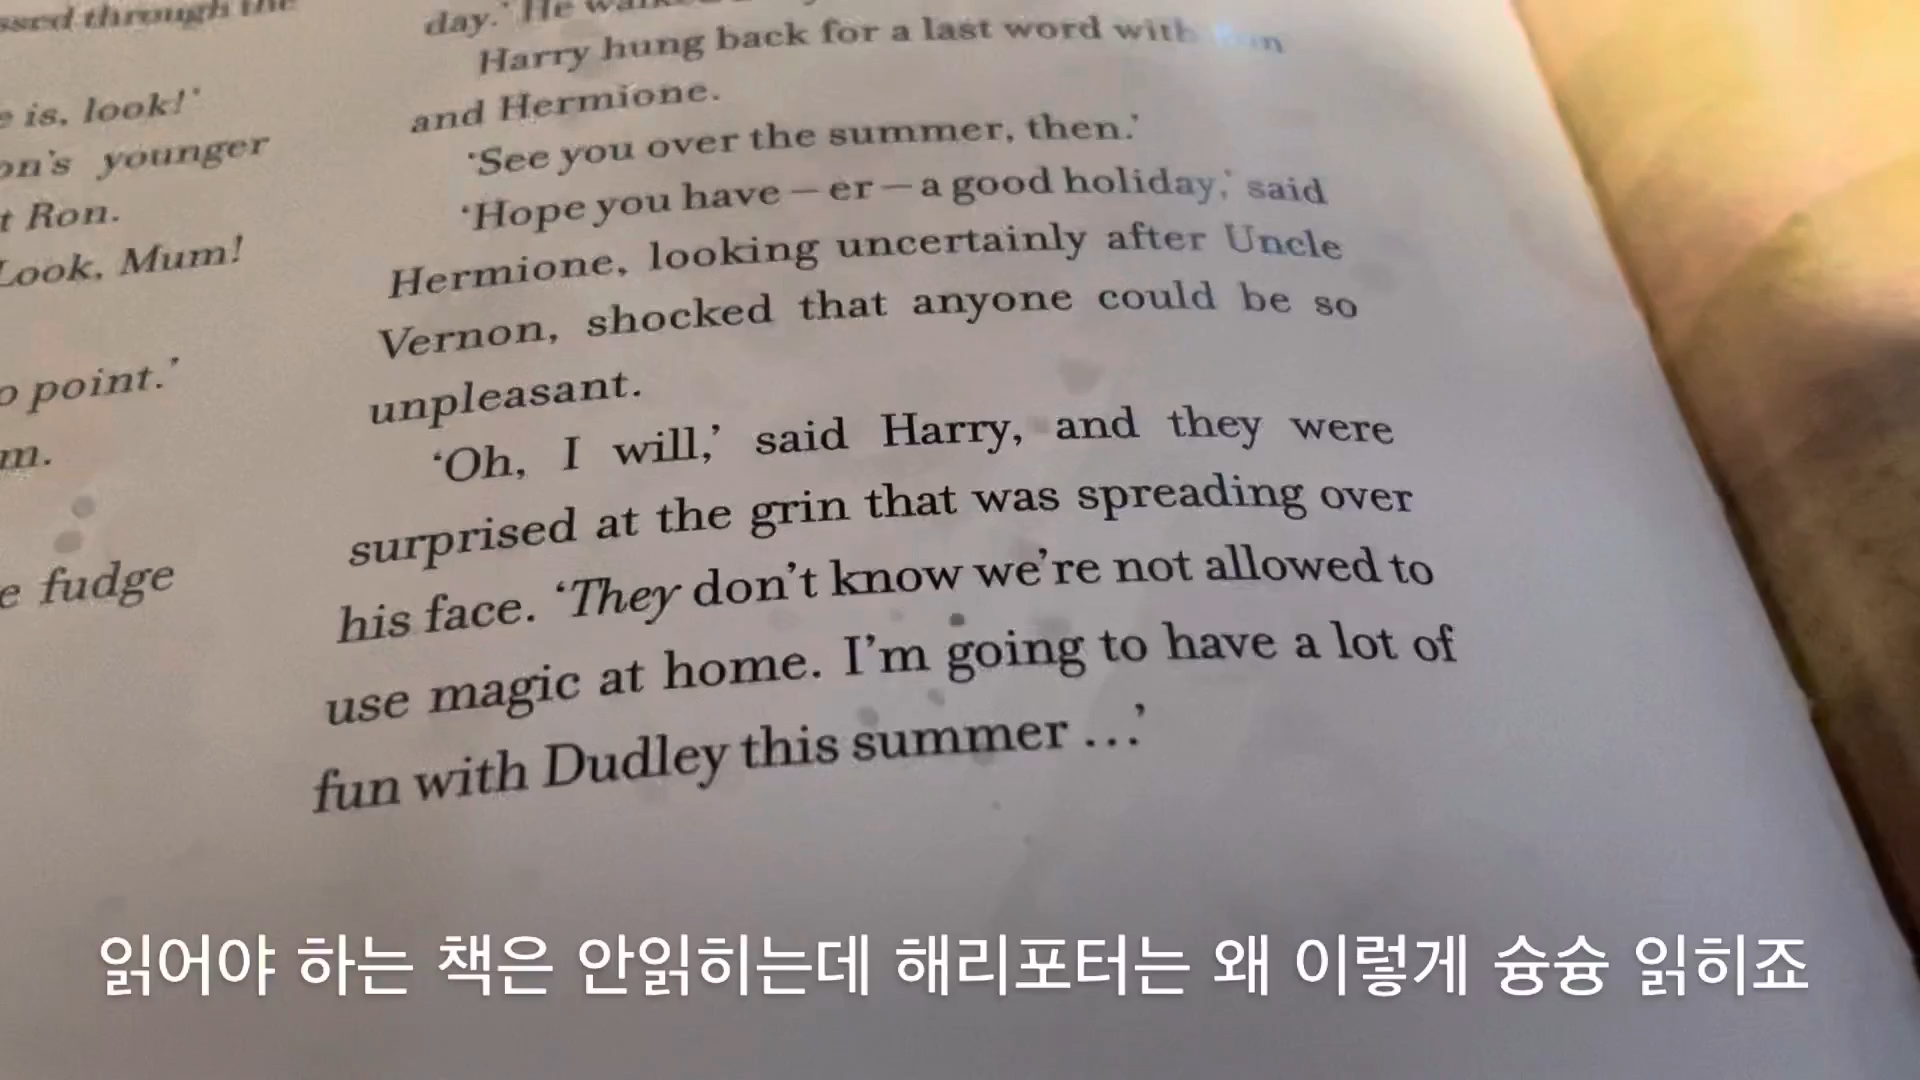 through the
is, look!'
younger
Ron.
Look, Mum!
point.'
fudge
day.' He
Harry hung back for a last word with
and Hermione.
'See you over the summer, then.'
'Hope you have – er – a good holiday,' said
Hermione, looking uncertainly after Uncle
Vernon, shocked that anyone could be so
unpleasant.
'Oh, I will,' said Harry, and they were
surprised at the grin that was spreading over
his face. 'They don't know we're not allowed to
use magic at home. I'm going to have a lot of
fun with Dudley this summer ...'
읽어야 하는 책은 안읽히는데 해리포터는 왜 이렇게 슝슝 읽히죠